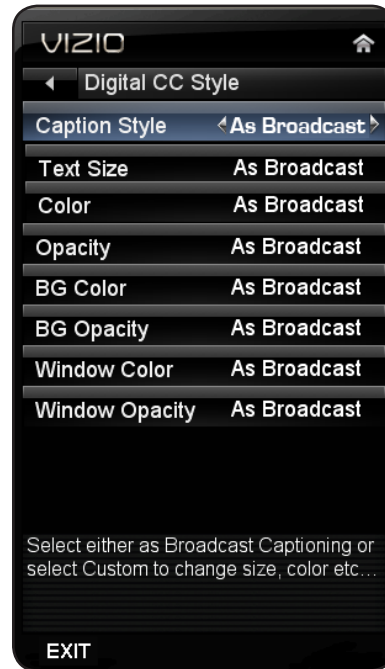 VIZIO
Digital CC Style
Caption Style As Broadcast
Text Size As Broadcast
Color As Broadcast
Opacity As Broadcast
BG Color As Broadcast
BG Opacity As Broadcast
Window Color As Broadcast
Window Opacity As Broadcast
Select either as Broadcast Captioning or
select Custom to change size, color etc...
EXIT